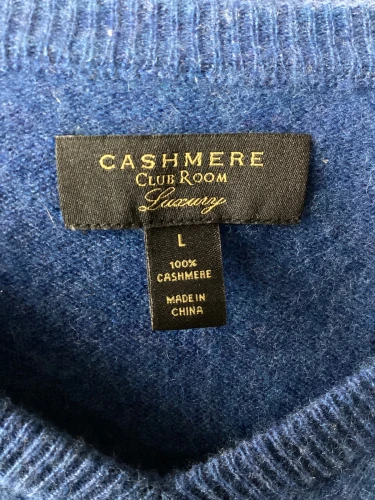 CASHMERE
CLUB ROOM
Luxury
L
100%
CASHMERE
MADE IN
CHINA